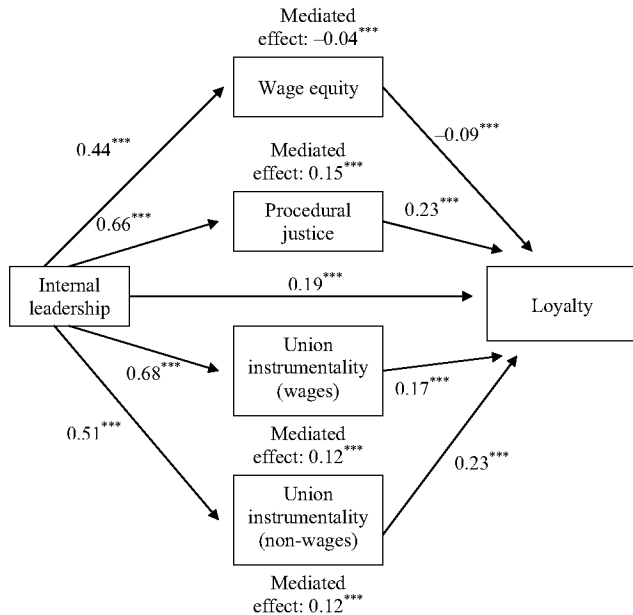 Mediated
effect: –0.04***
Wage equity
0.44***
–0.09***
Mediated
effect: 0.15***
Procedural
justice
0.66***
0.23***
Internal
leadership
0.19***
Loyalty
Union
instrumentality
(wages)
0.68***
0.17***
Mediated
effect: 0.12***
0.51***
0.23***
Union
instrumentality
(non-wages)
Mediated
effect: 0.12***